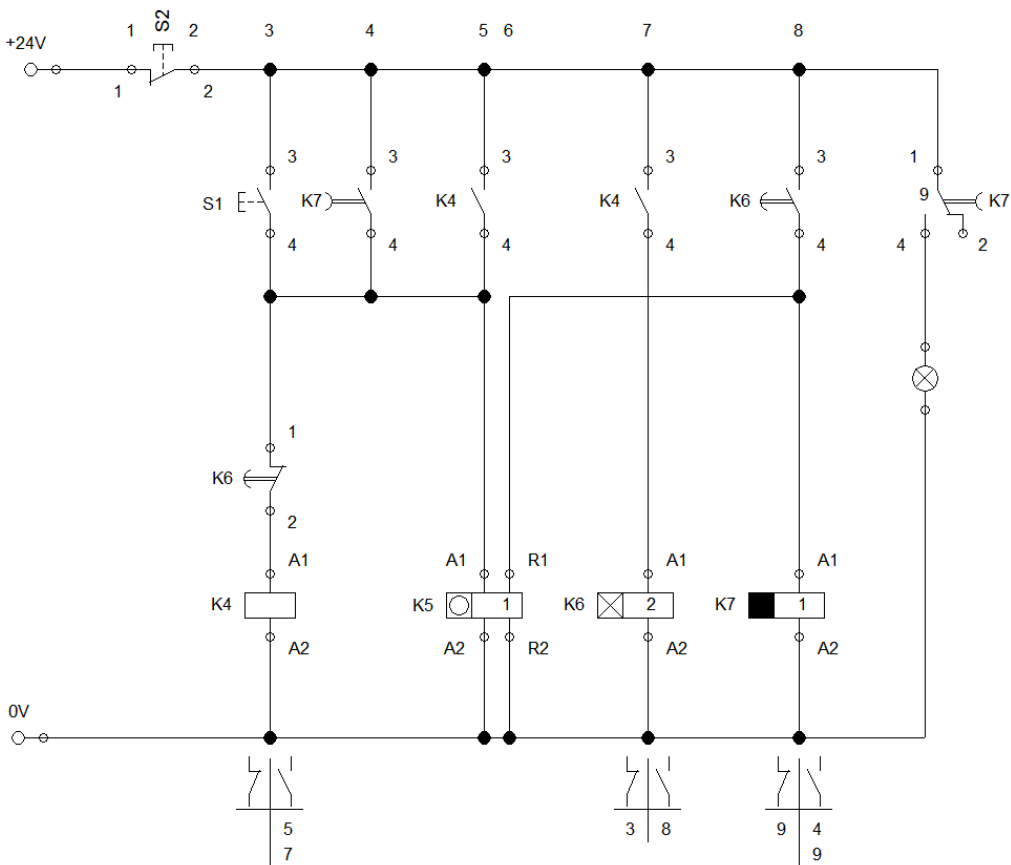 1 S2 2 3 4 5 6 7 8
+24V
1 2
3 3 3 3 3 1
S1 K7 K4 K4 K6 9 K7
4 4 4 4 4 4 2
1
K6
2
A1 A1 R1 A1 A1
K4 K5 1 K6 2 K7 1
A2 A2 R2 A2 A2
0V
5 3 8 9 4
7 9